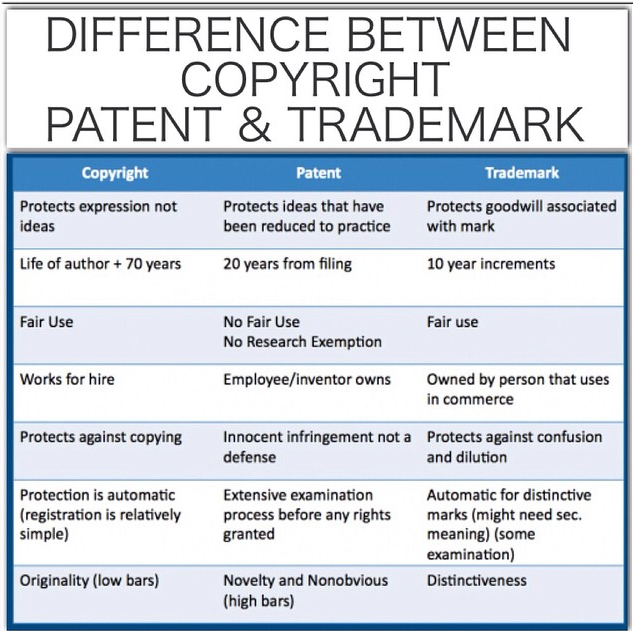 DIFFERENCE BETWEEN
COPYRIGHT
PATENT & TRADEMARK
Copyright Patent Trademark
Protects expression not
ideas
Protects ideas that have
been reduced to practice
Protects goodwill associated
with mark
Life of author + 70 years
20 years from filing
10 year increments
Fair Use
No Fair Use
No Research Exemption
Fair use
Works for hire
Employee/inventor owns
Owned by person that uses
in commerce
Protects against copying
Innocent infringement not a
defense
Protects against confusion
and dilution
Protection is automatic
(registration is relatively
simple)
Extensive examination
process before any rights
granted
Automatic for distinctive
marks (might need sec.
meaning) (some
examination)
Originality (low bars)
Novelty and Nonobvious
(high bars)
Distinctiveness